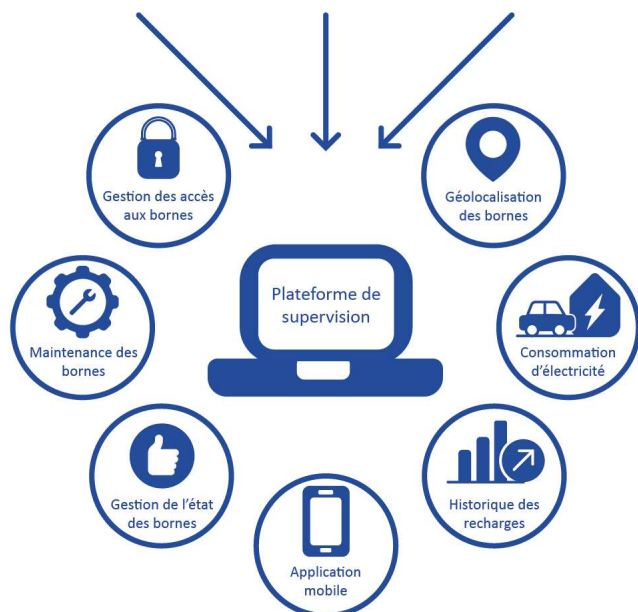 Gestion des accès
aux bornes
Géolocalisation
des bornes
Plateforme de
supervision
Maintenance des
bornes
Consommation
d’électricité
Gestion de l’état
des bornes
Historique des
recharges
Application
mobile